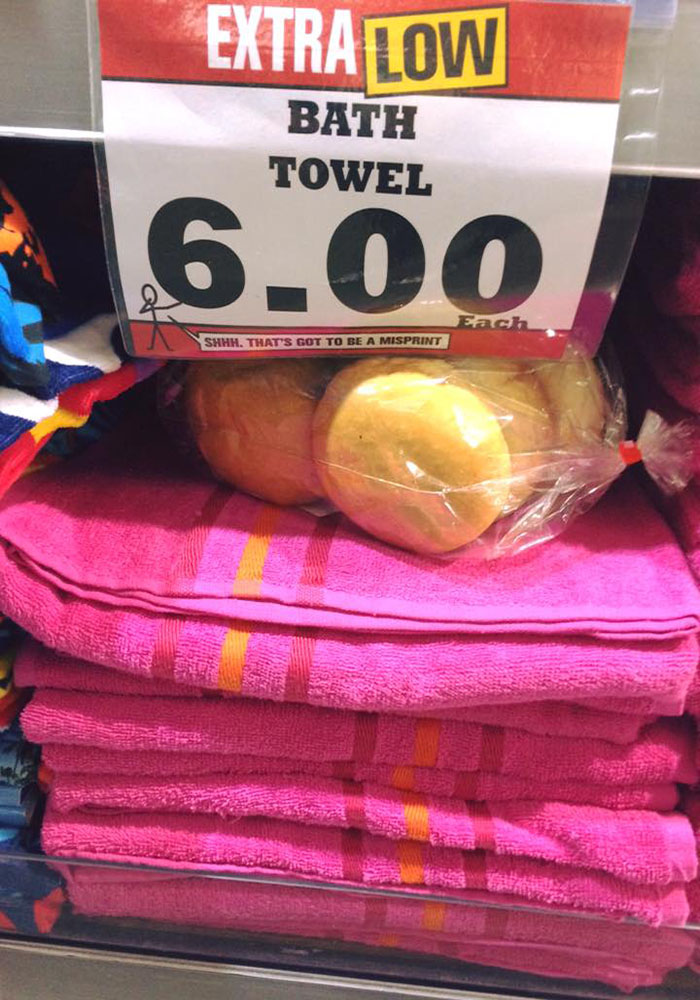 EXTRA LOW
BATH
TOWEL
6.00
Each
SHHH. THAT'S GOT TO BE A MISPRINT